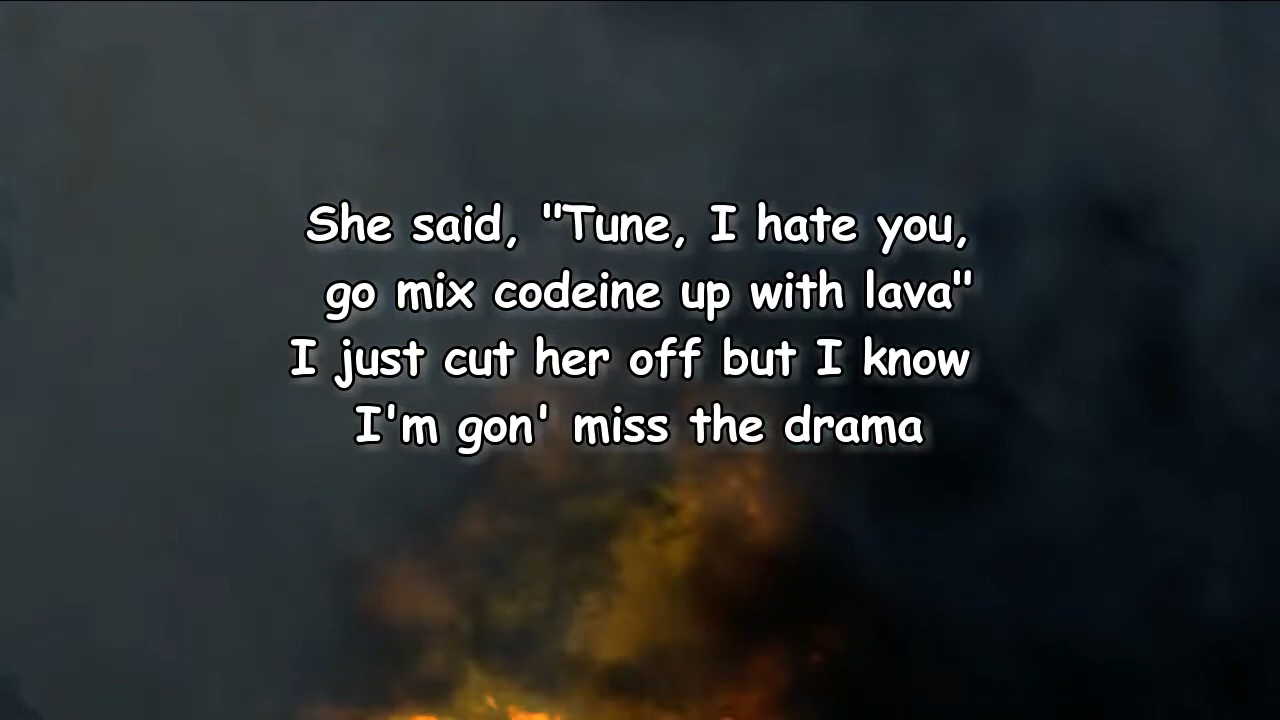 She said, "Tune, I hate you,
go mix codeine up with lava"
I just cut her off but I know
I'm gon' miss the drama